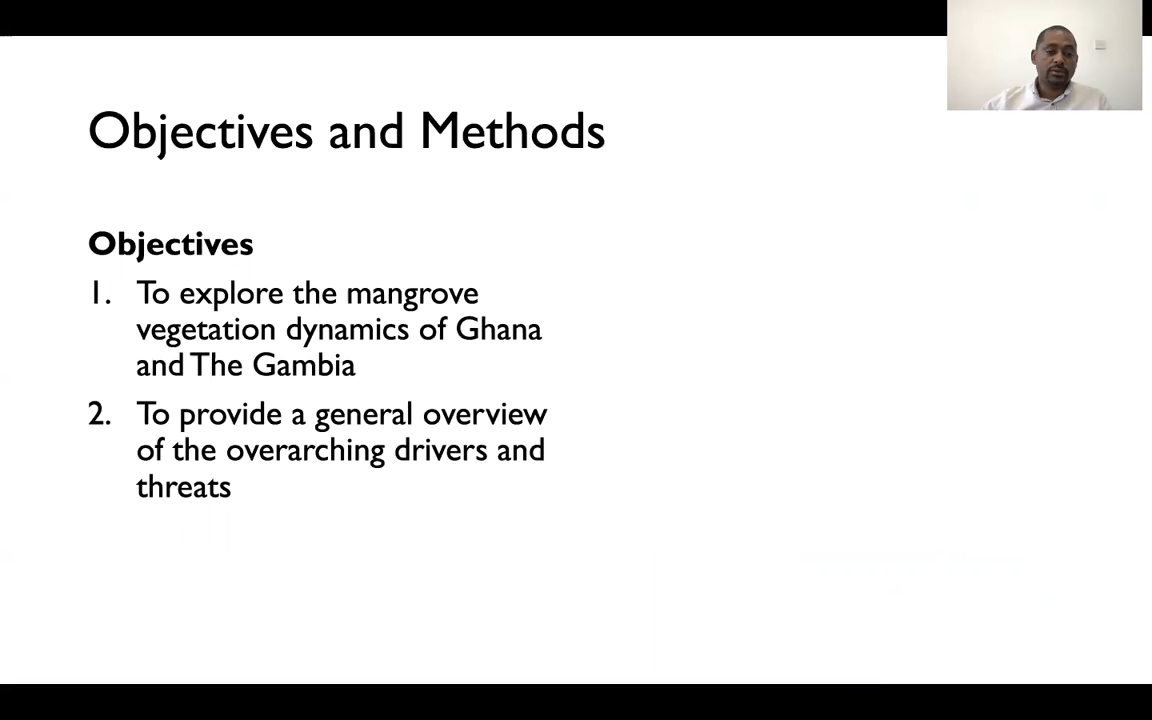 Objectives and Methods
Objectives
1. To explore the mangrove
vegetation dynamics of Ghana
and The Gambia
2. To provide a general overview
of the overarching drivers and
threats